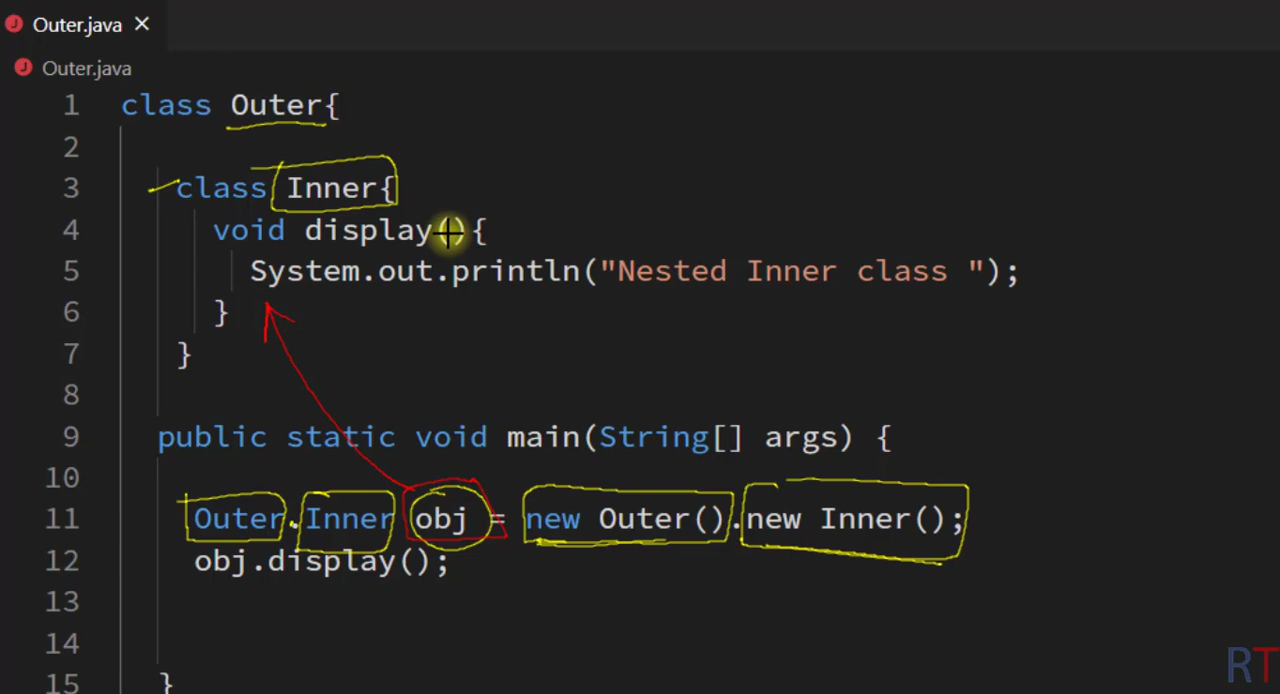 Outer.java ×
Outer.java
1 class Outer{
2
3 class Inner{
4 void display(){
5 System.out.println("Nested Inner class ");
6 }
7 }
8
9 public static void main(String[] args) {
10
11 Outer.Inner obj = new Outer().new Inner();
12 obj.display();
13
14
15 }
RT